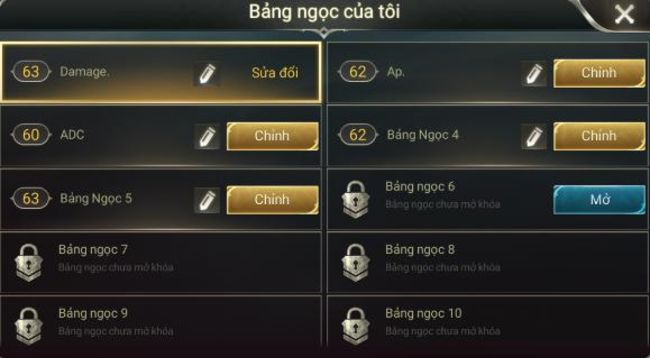 Bảng ngọc của tôi
63 Damage. Sửa đổi
62 Ap. Chỉnh
60 ADC Chỉnh
62 Bảng Ngọc 4 Chỉnh
63 Bảng Ngọc 5 Chỉnh
Bảng ngọc 6
Bảng ngọc chưa mở khóa
Mở
Bảng ngọc 7
Bảng ngọc chưa mở khóa
Bảng ngọc 8
Bảng ngọc chưa mở khóa
Bảng ngọc 9
Bảng ngọc chưa mở khóa
Bảng ngọc 10
Bảng ngọc chưa mở khóa